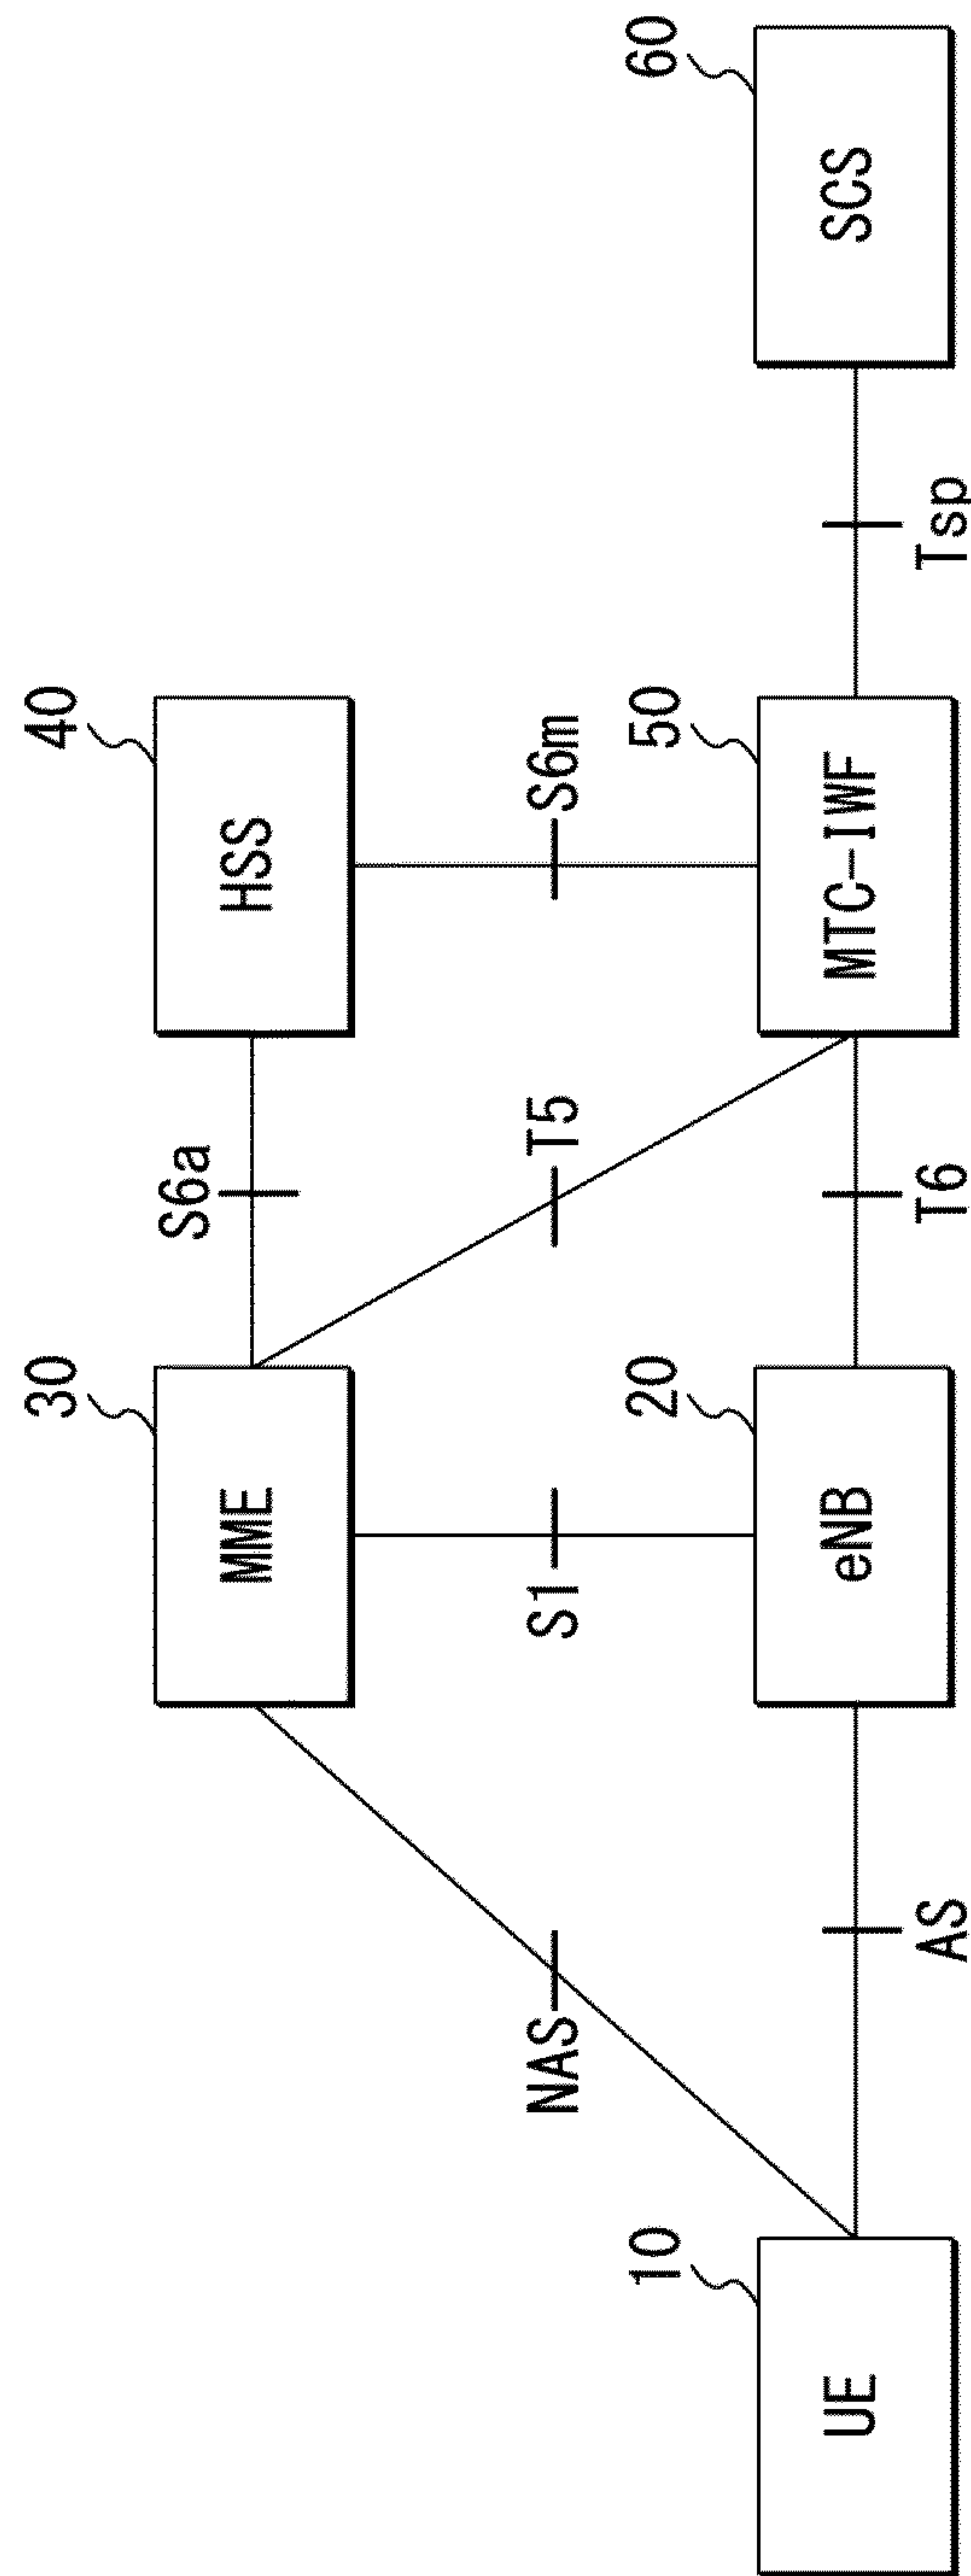 30
40
MME
S6a
HSS
NAS
S1
T5
S6m
10
20
50
60
UE
eNB
MTC-IWF
SCS
AS
T6
Tsp